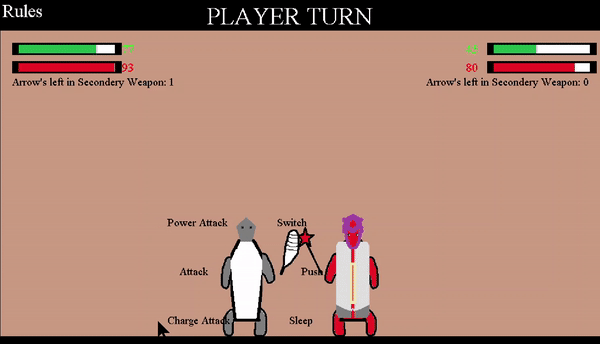 Rules
PLAYER TURN
93
80
Arrow's left in Secondery Weapon: 1
Arrow's left in Secondery Weapon: 0
Power Attack
Switch
Attack
Push
Charge Attack
Sleep